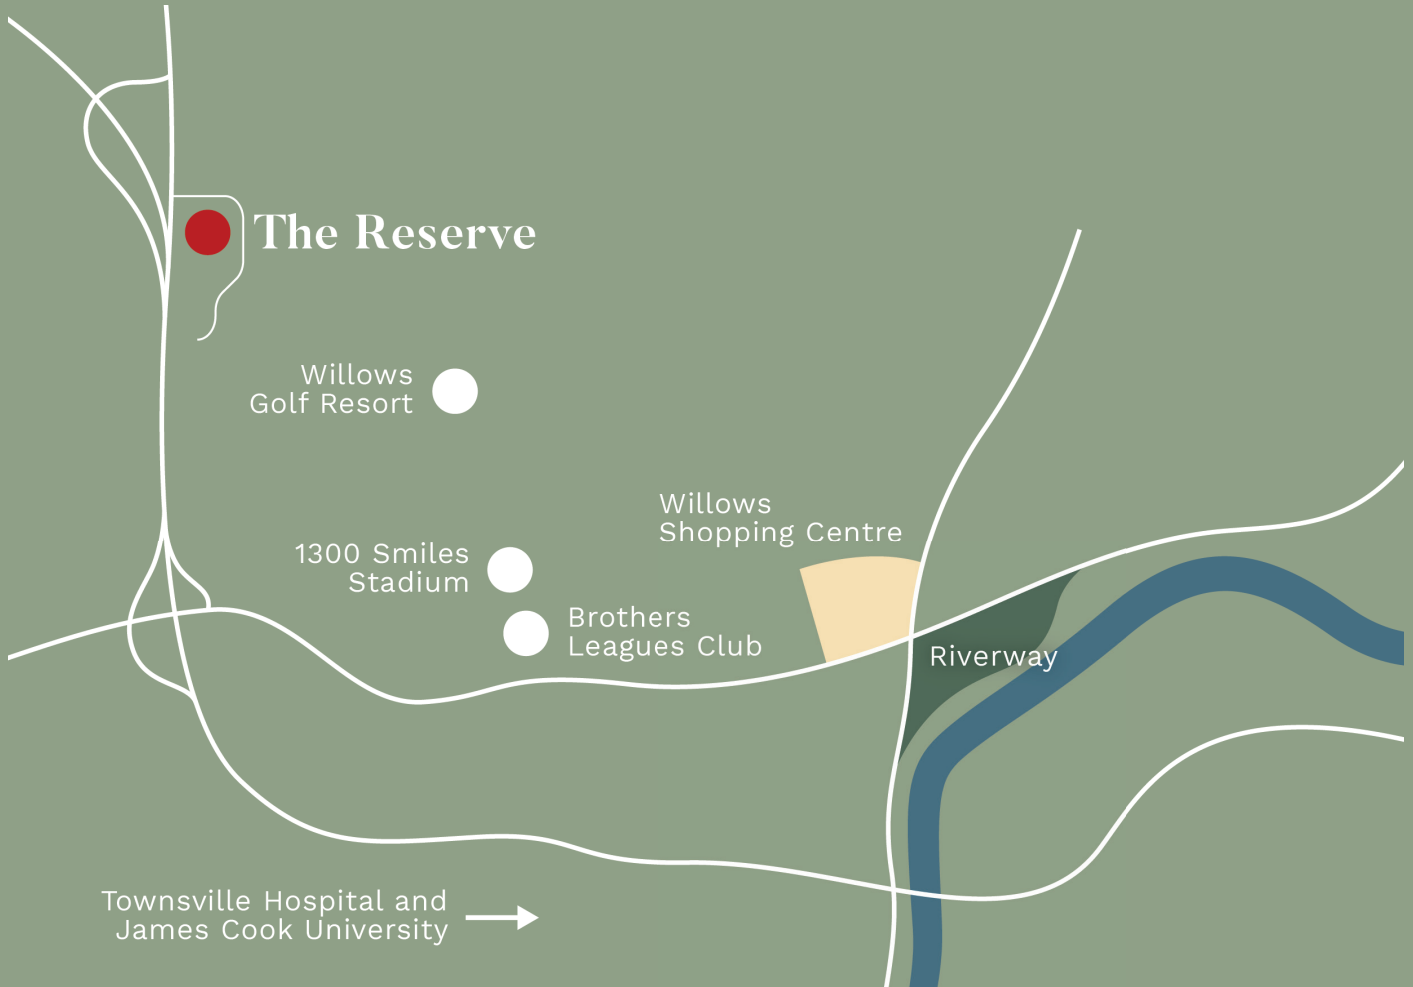 The Reserve
Willows
Golf Resort
Willows
Shopping Centre
1300 Smiles
Stadium
Brothers
Leagues Club
Riverway
Townsville Hospital and
James Cook University